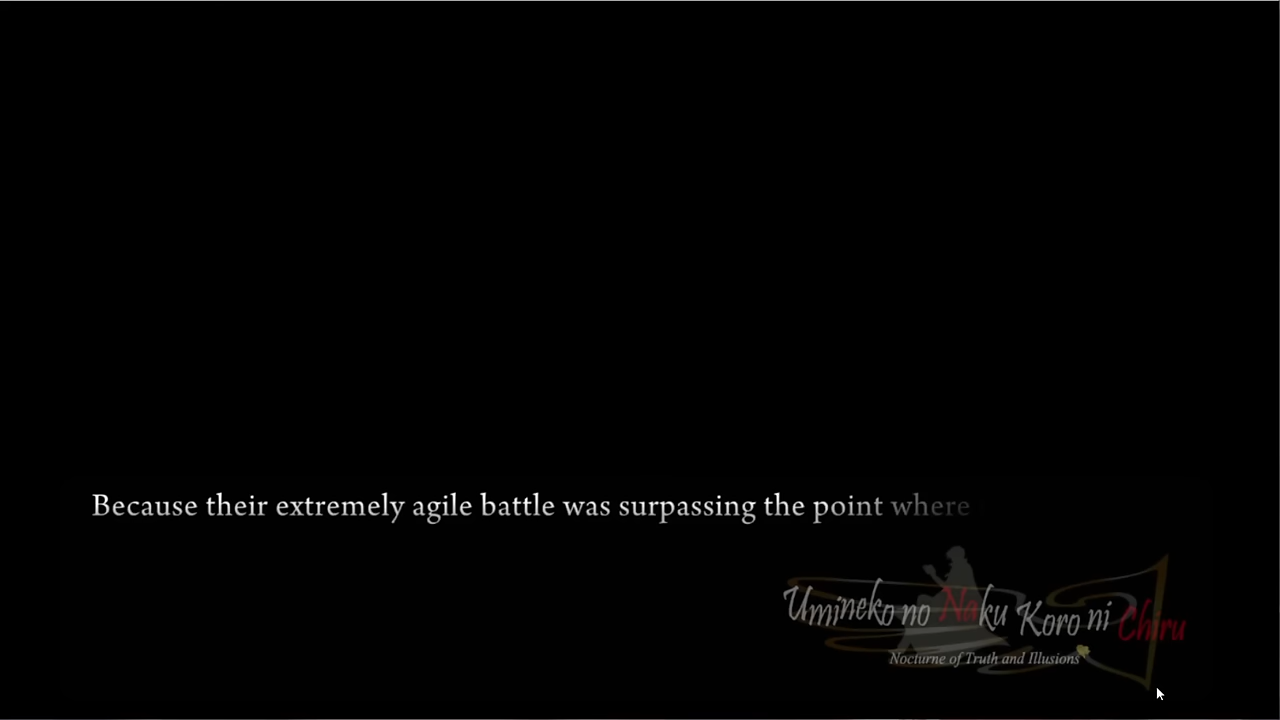 Because their extremely agile battle was surpassing the point where
Umineko no Naku Koro ni Chiru
Nocturne of Truth and Illusions